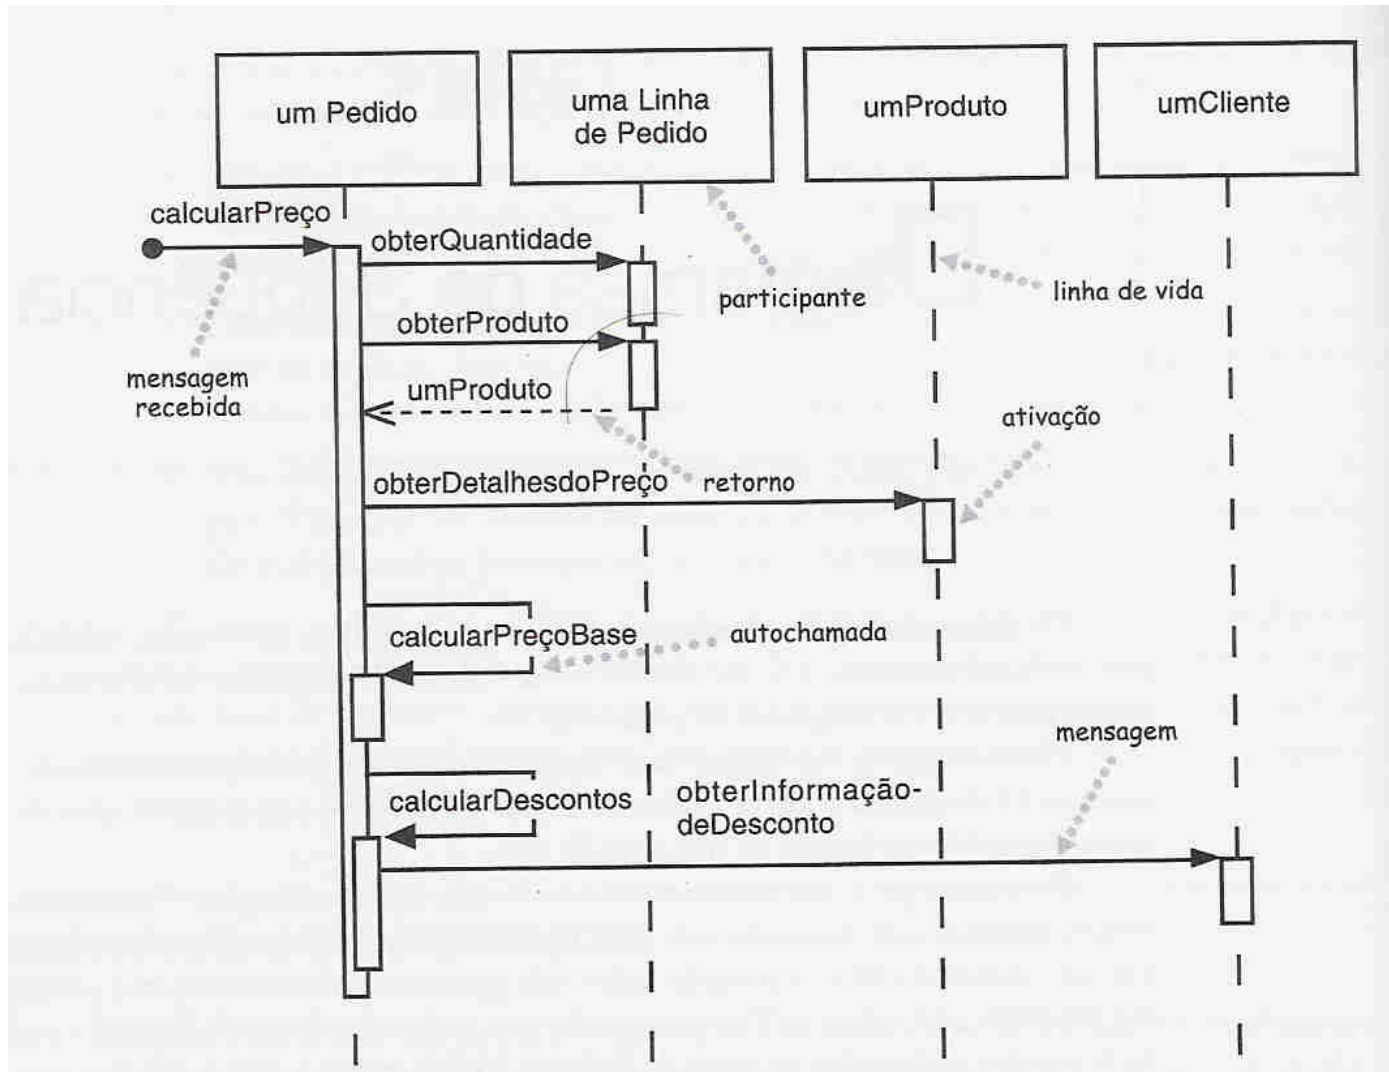 um Pedido
uma Linha
de Pedido
umProduto
umCliente
calcularPreço
obterQuantidade
participante
linha de vida
obterProduto
mensagem
recebida
umProduto
ativação
obterDetalhesdoPreço
retorno
calcularPreçoBase
autochamada
mensagem
calcularDescontos
obterInformação-
deDesconto